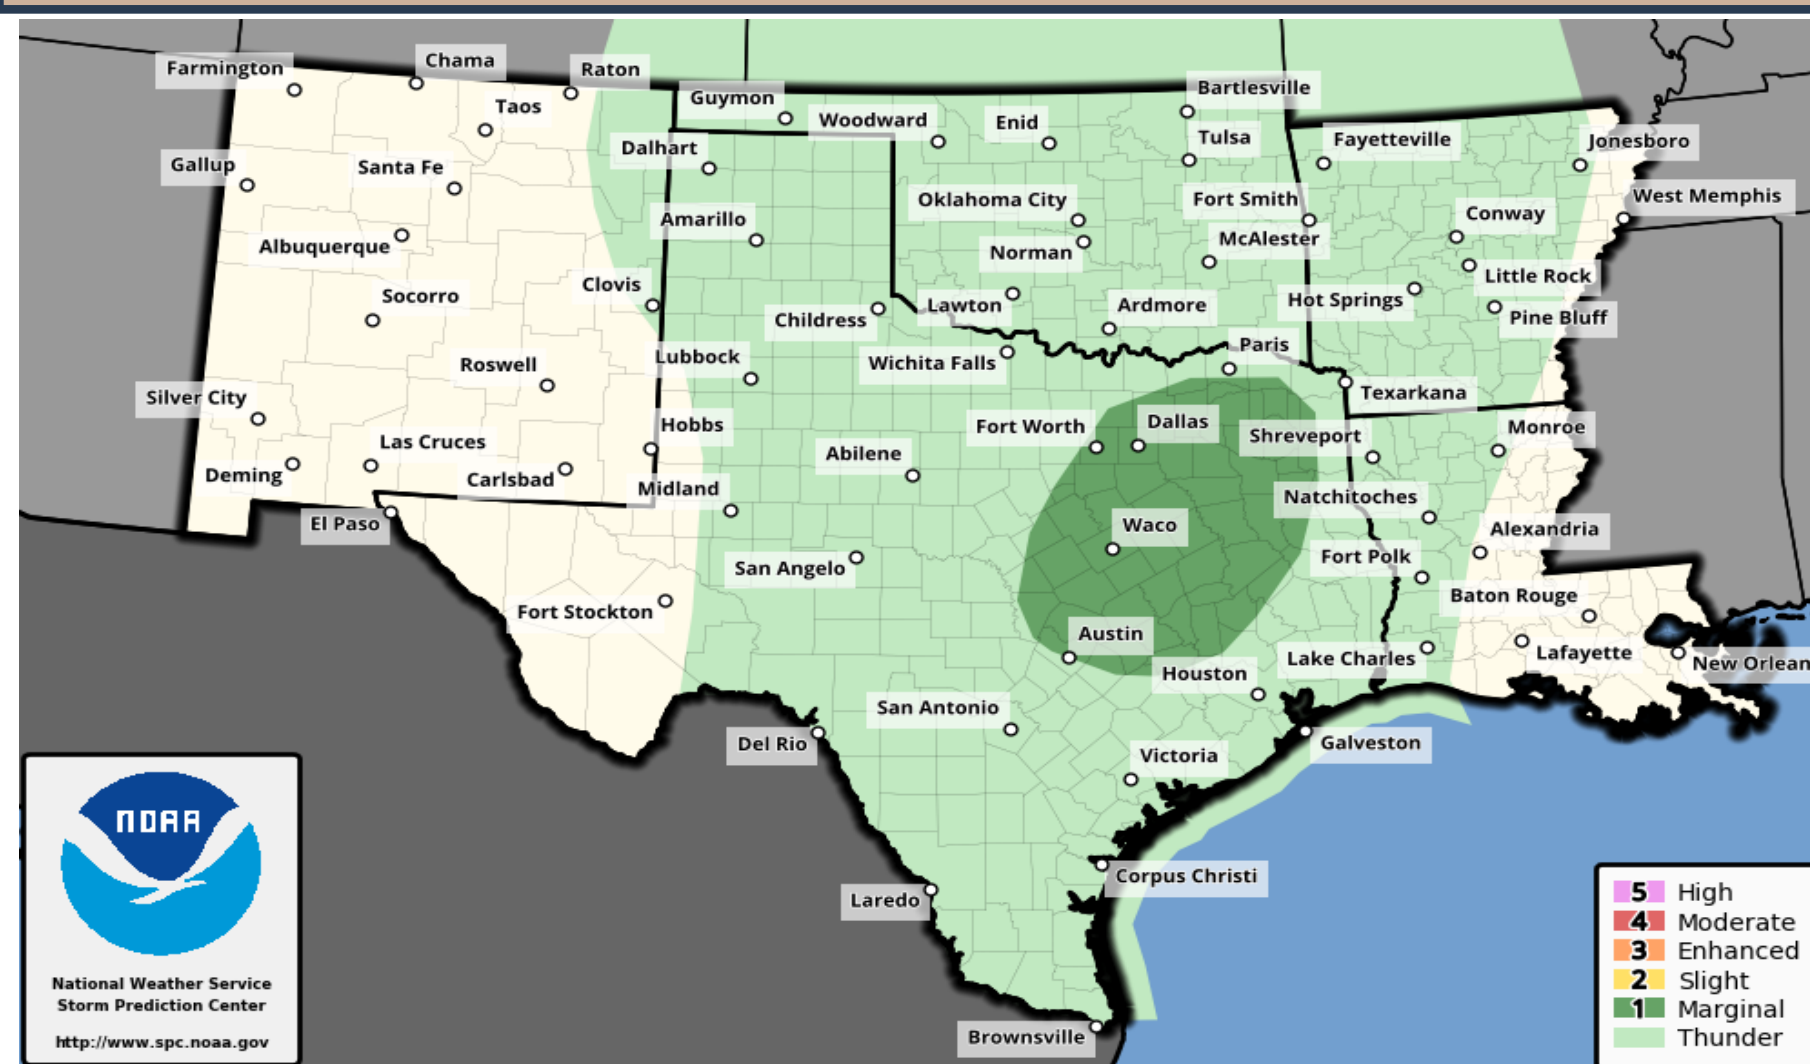 Farmington
Chama
Raton
Guymon
Bartlesville
Taos
Woodward
Enid
Tulsa
Fayetteville
Jonesboro
Gallup
Santa Fe
Dalhart
Oklahoma City
Fort Smith
Conway
West Memphis
Albuquerque
Amarillo
Norman
McAlester
Little Rock
Socorro
Clovis
Childress
Lawton
Ardmore
Hot Springs
Pine Bluff
Roswell
Lubbock
Wichita Falls
Paris
Texarkana
Silver City
Las Cruces
Hobbs
Abilene
Fort Worth
Dallas
Shreveport
Monroe
Deming
Carlsbad
Midland
Natchitoches
El Paso
Waco
Alexandria
San Angelo
Fort Polk
Fort Stockton
Baton Rouge
Austin
Lake Charles
Lafayette
New Orlean
Houston
San Antonio
Del Rio
Victoria
Galveston
Laredo
Corpus Christi
Brownsville
NOAA
National Weather Service
Storm Prediction Center
http://www.spc.noaa.gov
5 High
4 Moderate
3 Enhanced
2 Slight
1 Marginal
Thunder